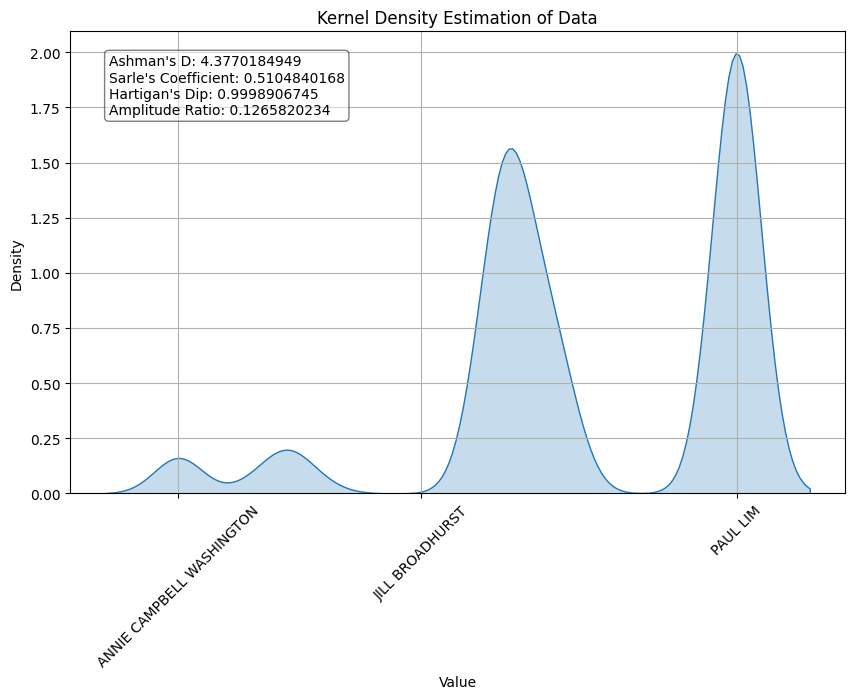 Kernel Density Estimation of Data
Ashman's D: 4.3770184949
Sarle's Coefficient: 0.5104840168
Hartigan's Dip: 0.9998906745
Amplitude Ratio: 0.1265820234
2.00
1.75
1.50
1.25
1.00
0.75
0.50
0.25
0.00
Density
ANNIE CAMPBELL WASHINGTON
JILL BROADHURST
PAUL LIM
Value